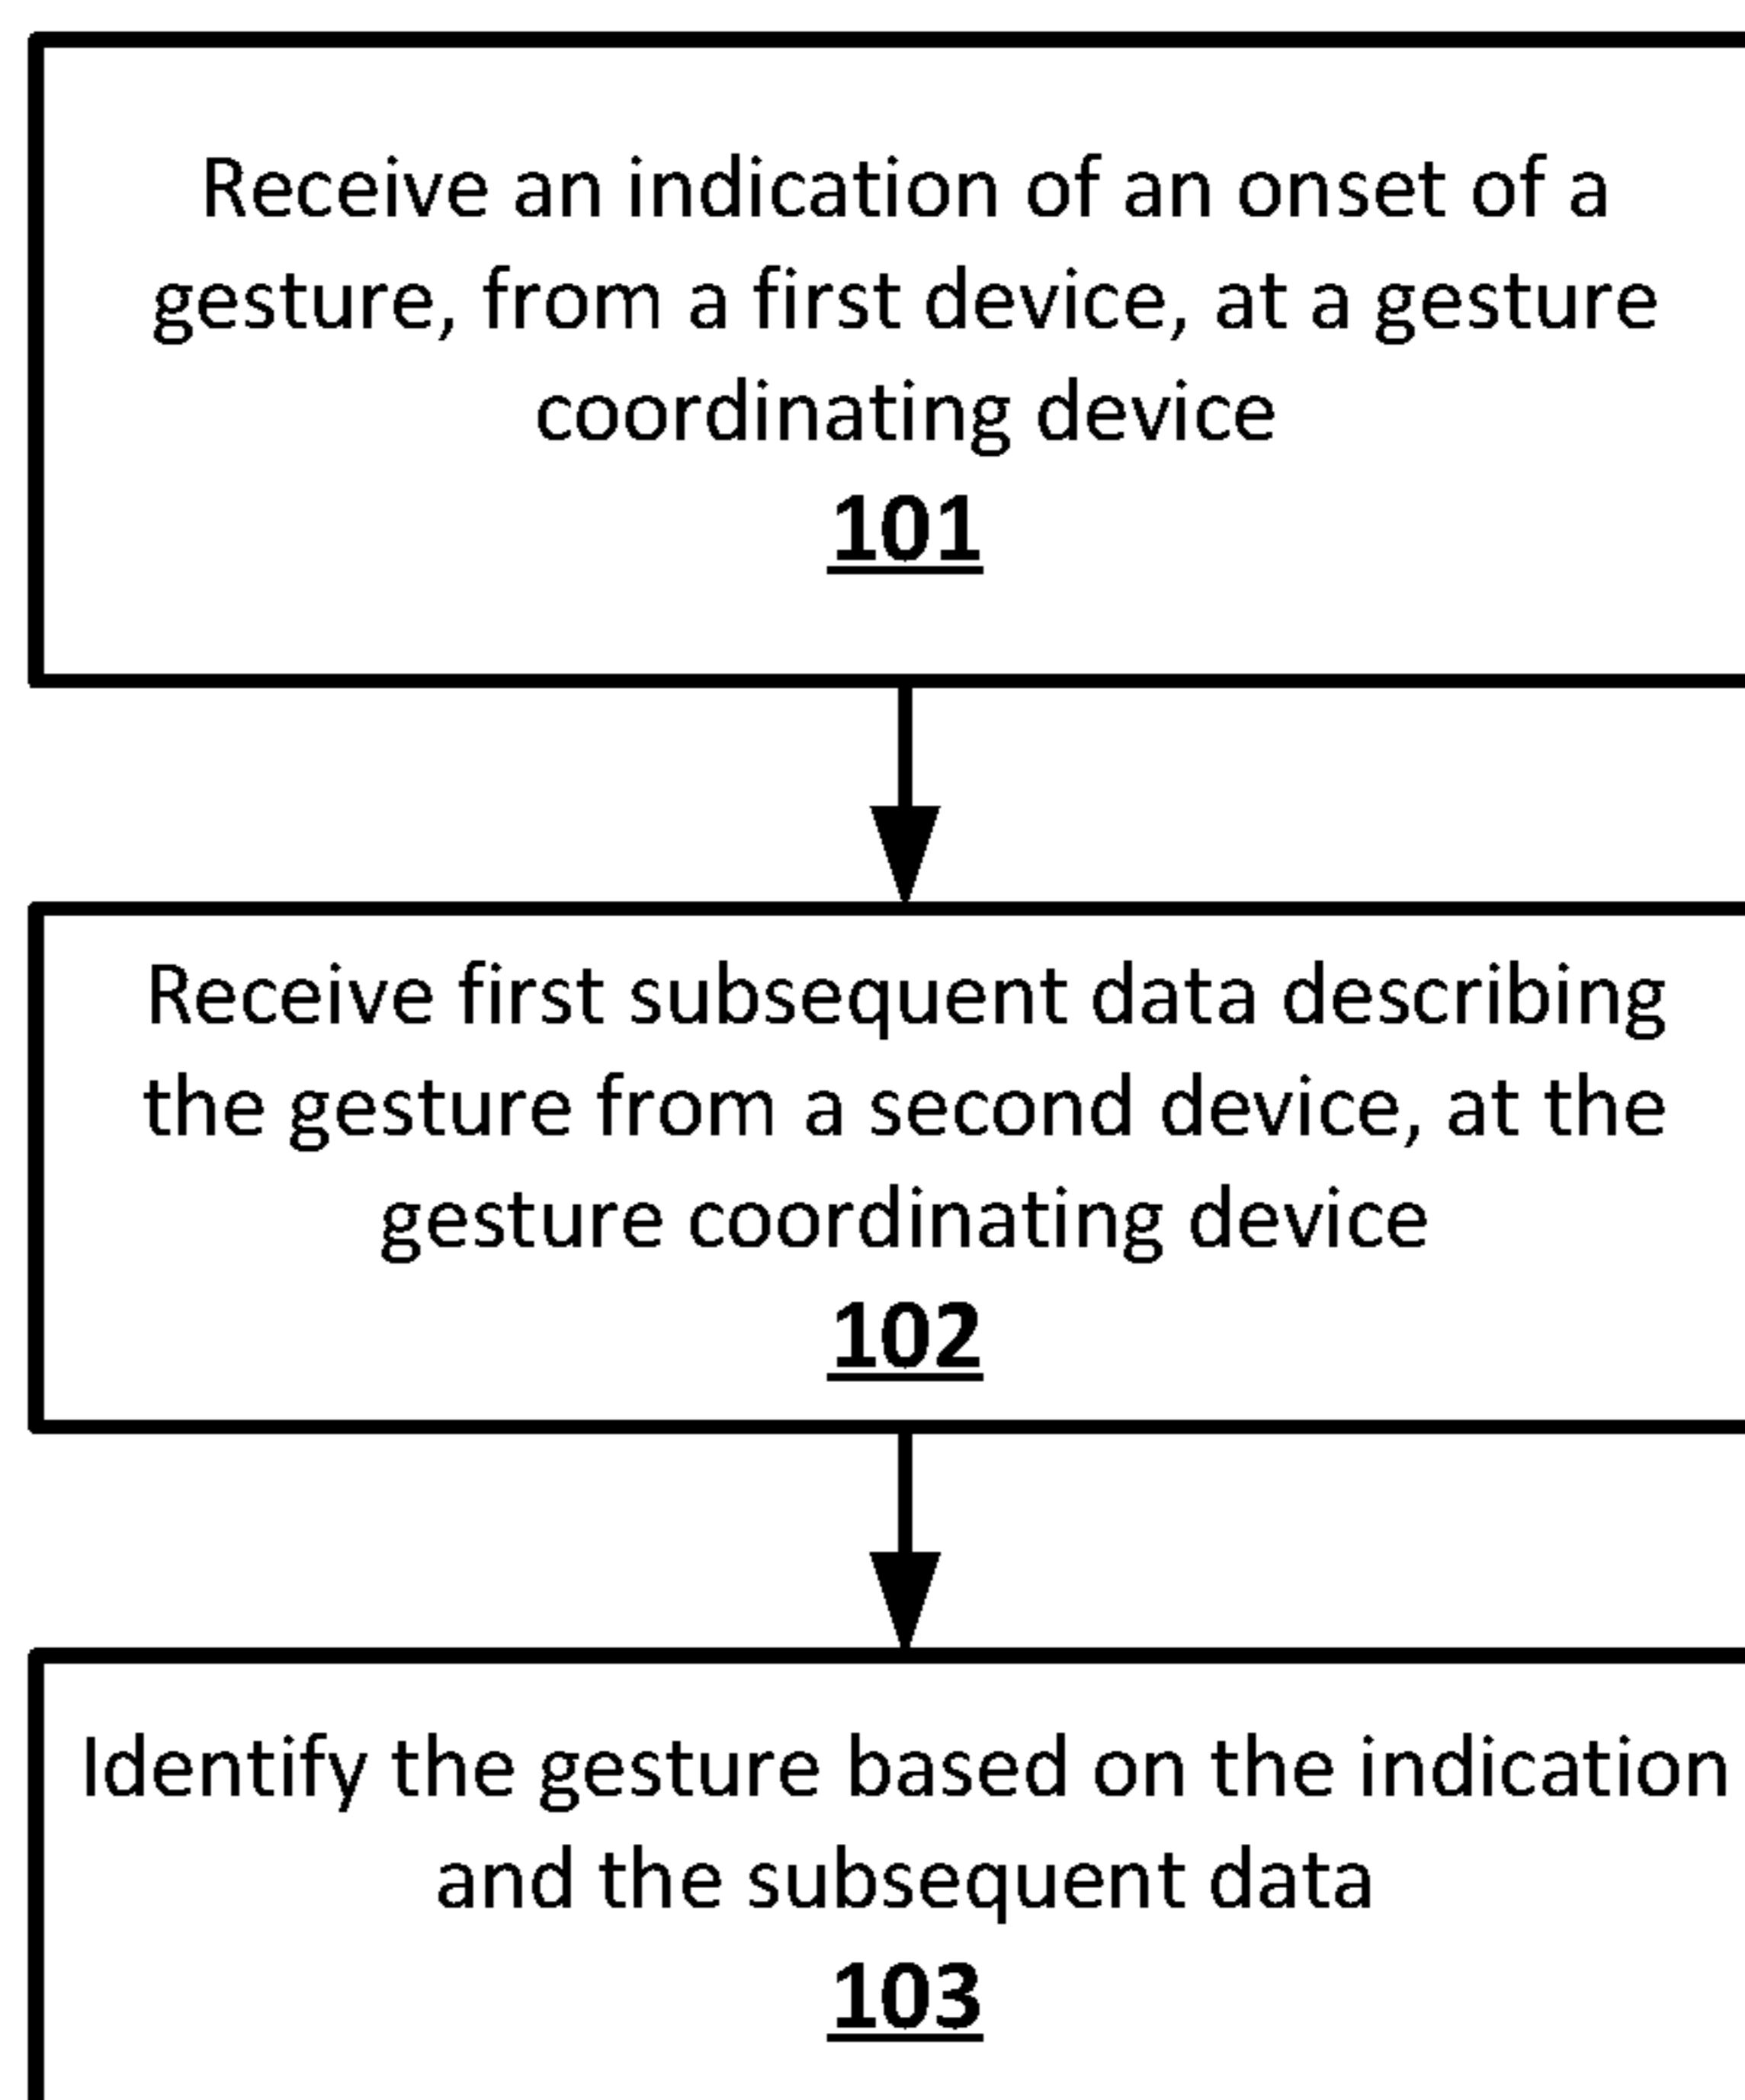 Receive an indication of an onset of a
gesture, from a first device, at a gesture
coordinating device
101
Receive first subsequent data describing
the gesture from a second device, at the
gesture coordinating device
102
Identify the gesture based on the indication
and the subsequent data
103